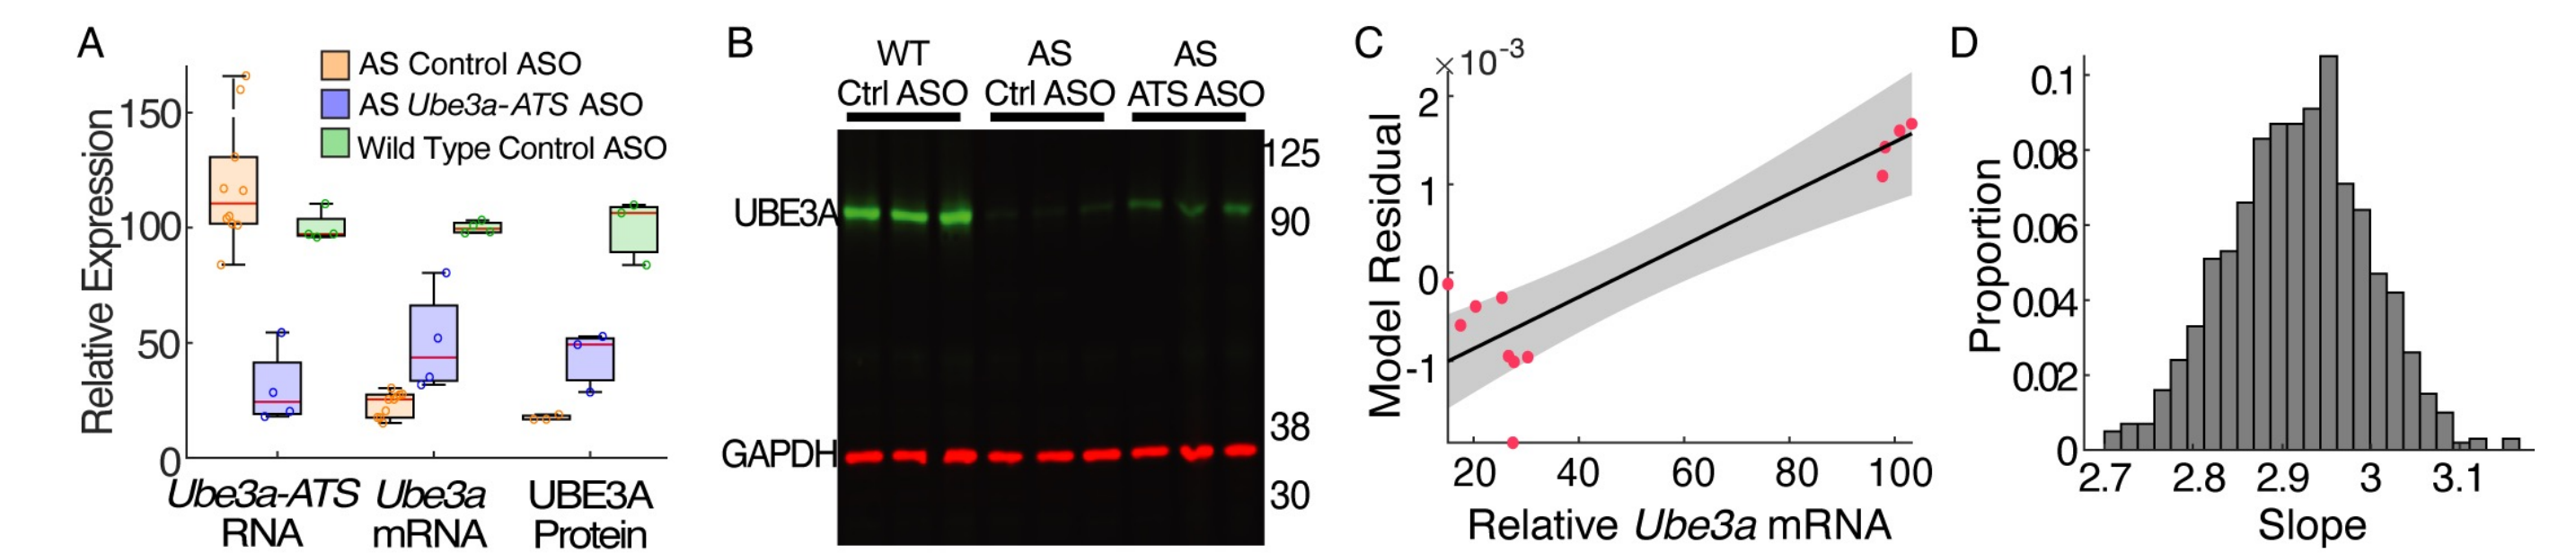 A
AS Control ASO
AS Ube3a-ATS ASO
Wild Type Control ASO
Relative Expression
150
100
50
0
Ube3a-ATS
RNA
Ube3a
mRNA
UBE3A
Protein
B
WT
Ctrl ASO
AS
Ctrl ASO
AS
ATS ASO
UBE3A
GAPDH
125
90
38
30
C
×10-3
Model Residual
2
1
0
-1
20 40 60 80 100
Relative Ube3a mRNA
D
Proportion
0.1
0.08
0.06
0.04
0.02
0
2.7 2.8 2.9 3 3.1
Slope